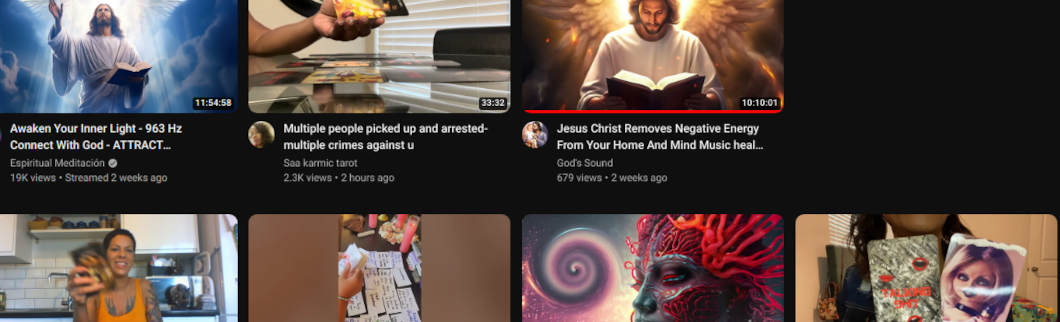 11:54:58
33:32
10:10:01
Awaken Your Inner Light - 963 Hz
Connect With God - ATTRACT...
Espiritual Meditación
19K views • Streamed 2 weeks ago
Multiple people picked up and arrested-
multiple crimes against u
Saa karmic tarot
2.3K views • 2 hours ago
Jesus Christ Removes Negative Energy
From Your Home And Mind Music heal...
God's Sound
679 views • 2 weeks ago
TALKING
SHIT